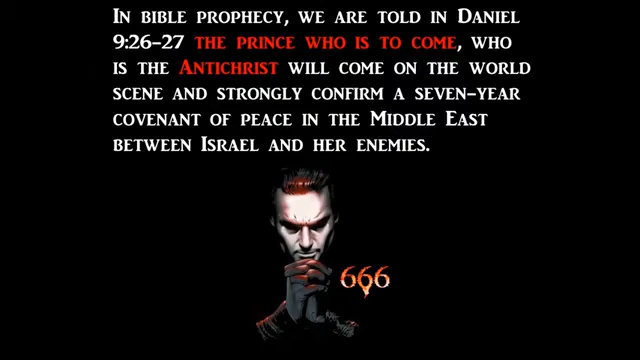 In bible prophecy, we are told in Daniel
9:26-27 the prince who is to come, who
is the Antichrist will come on the world
scene and strongly confirm a seven-year
covenant of peace in the Middle East
between Israel and her enemies.
666